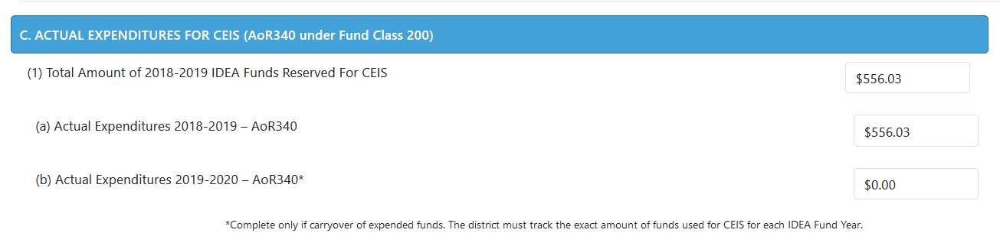 C. ACTUAL EXPENDITURES FOR CEIS (AoR340 under Fund Class 200)
(1) Total Amount of 2018-2019 IDEA Funds Reserved For CEIS
$556.03
(a) Actual Expenditures 2018-2019 – AoR340
$556.03
(b) Actual Expenditures 2019-2020 – AoR340*
$0.00
*Complete only if carryover of expended funds. The district must track the exact amount of funds used for CEIS for each IDEA Fund Year.